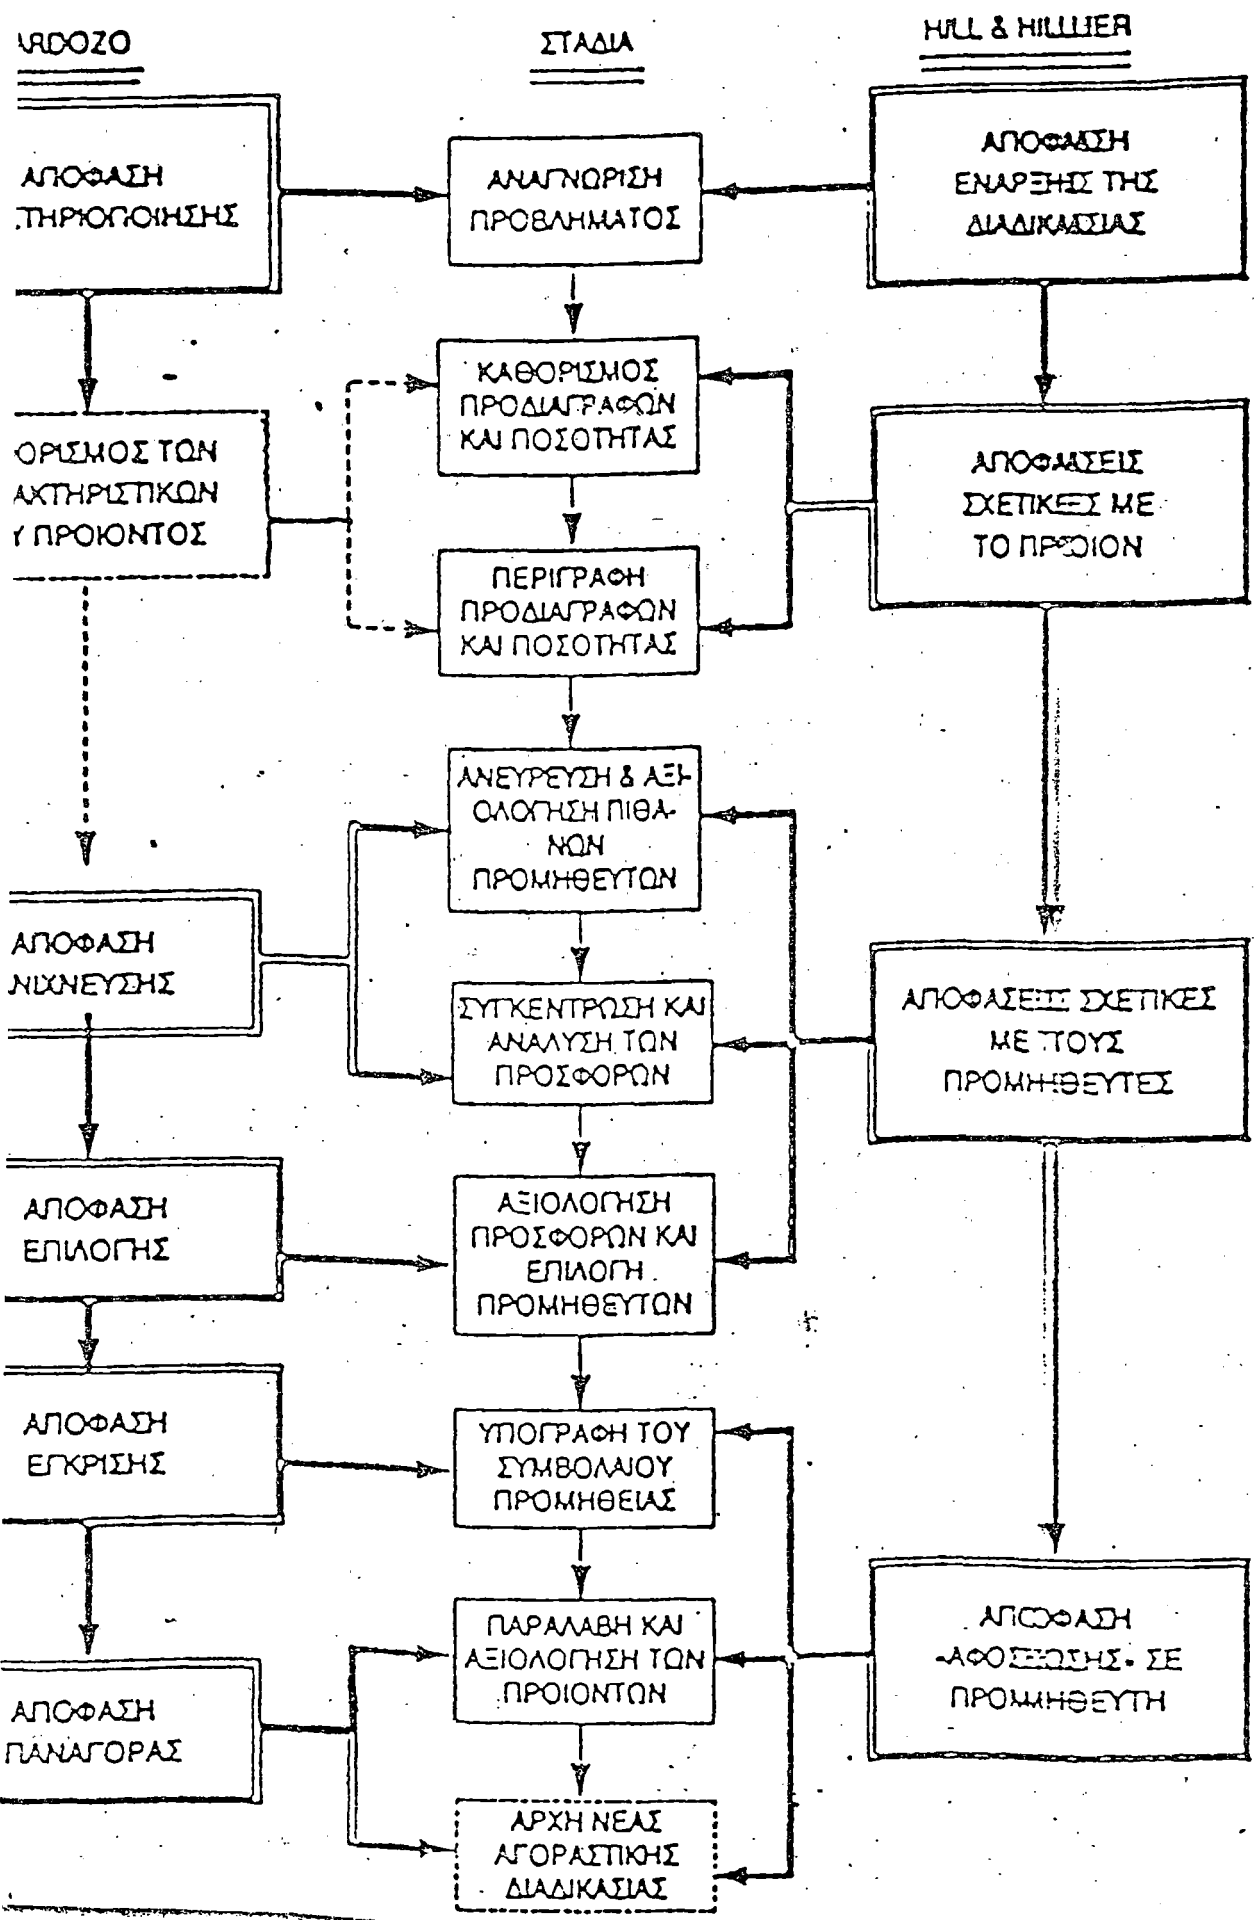 ARDOZO
ΑΠΟΦΑΣΗ
ΤΗΡΙΟΠΟΙΗΣΗΣ
ΟΡΙΣΜΟΣ ΤΩΝ
ΑΧΤΗΡΙΣΤΙΚΩΝ
Υ ΠΡΟΙΟΝΤΟΣ
ΑΠΟΦΑΣΗ
ΝΙΧΝΕΥΣΗΣ
ΑΠΟΦΑΣΗ
ΕΠΙΛΟΓΗΣ
ΑΠΟΦΑΣΗ
ΕΓΚΡΙΣΗΣ
ΑΠΟΦΑΣΗ
ΠΑΝΑΓΟΡΑΣ
ΣΤΑΔΙΑ
ΑΝΑΓΝΩΡΙΣΗ
ΠΡΟΒΛΗΜΑΤΟΣ
ΚΑΘΟΡΙΣΜΟΣ
ΠΡΟΔΙΑΓΡΑΦΩΝ
ΚΑΙ ΠΟΣΟΤΗΤΑΣ
ΠΕΡΙΓΡΑΦΗ
ΠΡΟΔΙΑΓΡΑΦΩΝ
ΚΑΙ ΠΟΣΟΤΗΤΑΣ
ΑΝΕΥΡΕΥΣΗ & ΑΞΙ-
ΟΛΟΓΗΣΗ ΠΙΘΑ-
ΝΩΝ
ΠΡΟΜΗΘΕΥΤΩΝ
ΣΥΓΚΕΝΤΡΩΣΗ ΚΑΙ
ΑΝΑΛΥΣΗ ΤΩΝ
ΠΡΟΣΦΟΡΩΝ
ΑΞΙΟΛΟΓΗΣΗ
ΠΡΟΣΦΟΡΩΝ ΚΑΙ
ΕΠΙΛΟΓΗ
ΠΡΟΜΗΘΕΥΤΩΝ
ΥΠΟΓΡΑΦΗ ΤΟΥ
ΣΥΜΒΟΛΑΙΟΥ
ΠΡΟΜΗΘΕΙΑΣ
ΠΑΡΑΛΑΒΗ ΚΑΙ
ΑΞΙΟΛΟΓΗΣΗ ΤΩΝ
ΠΡΟΙΟΝΤΩΝ
ΑΡΧΗ ΝΕΑΣ
ΑΓΟΡΑΣΤΙΚΗΣ
ΔΙΑΔΙΚΑΣΙΑΣ
HILL & HILLIER
ΑΠΟΦΑΣΗ
ΕΝΑΡΞΗΣ ΤΗΣ
ΔΙΑΔΙΚΑΣΙΑΣ
ΑΠΟΦΑΣΕΙΣ
ΣΧΕΤΙΚΕΣ ΜΕ
ΤΟ ΠΡΟΙΟΝ
ΑΠΟΦΑΣΕΙΣ ΣΧΕΤΙΚΕΣ
ΜΕ ΤΟΥΣ
ΠΡΟΜΗΘΕΥΤΕΣ
ΑΠΟΦΑΣΗ
«ΑΦΟΣΙΩΣΗΣ» ΣΕ
ΠΡΟΜΗΘΕΥΤΗ